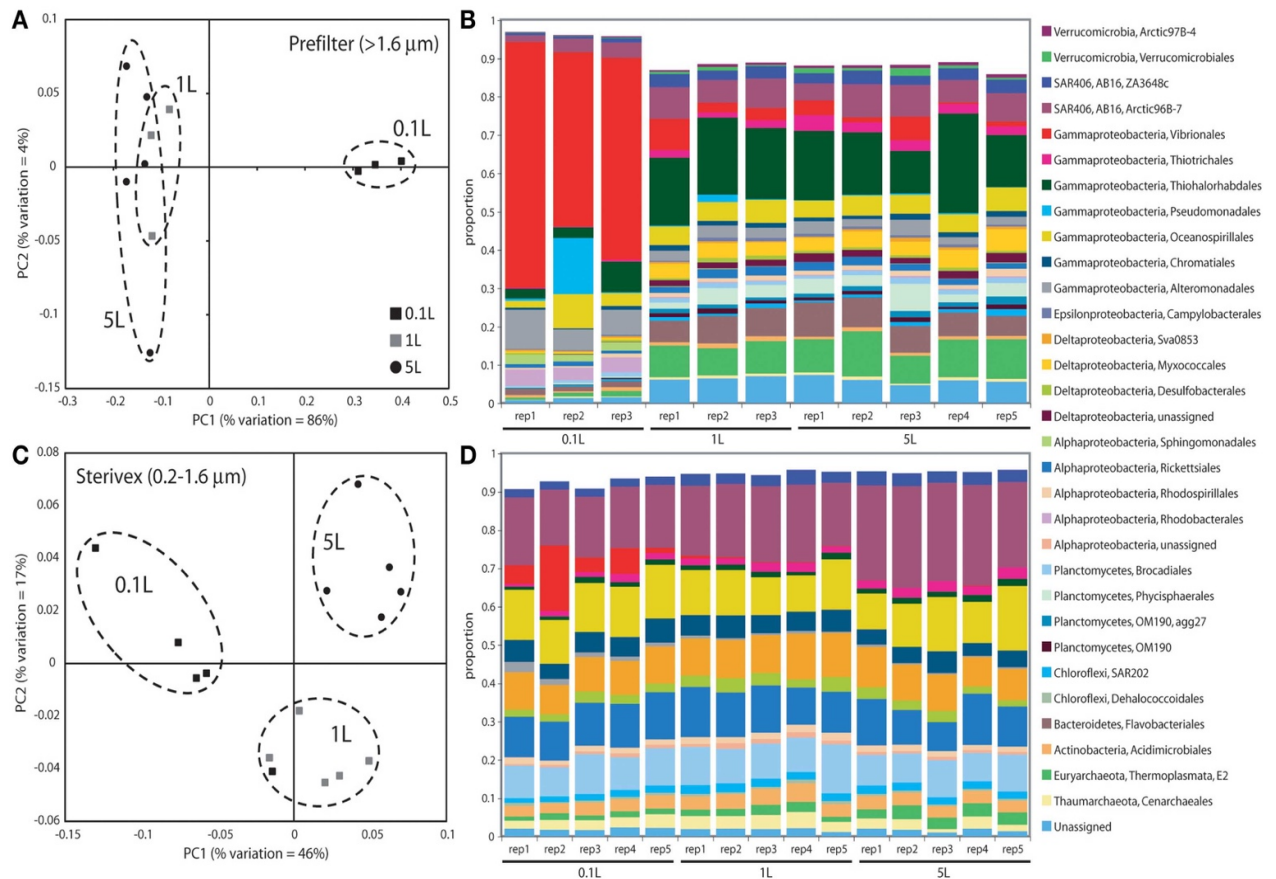 A
Prefilter (>1.6 µm)
0.1
0.05
0
-0.05
-0.1
-0.15
PC2 (% variation = 4%)
1L
0.1L
5L
0.1L
1L
5L
-0.3
-0.2
-0.1
0
0.1
0.2
0.3
0.4
0.5
PC1 (% variation = 86%)
B
1
0.9
0.8
0.7
0.6
0.5
0.4
0.3
0.2
0.1
0
proportion
rep1 rep2 rep3 rep1 rep2 rep3 rep1 rep2 rep3 rep4 rep5
0.1L 1L 5L
C
Sterivex (0.2-1.6 µm)
0.08
0.06
0.04
0.02
0
-0.02
-0.04
-0.06
PC2 (% variation = 17%)
0.1L
5L
1L
-0.15
-0.1
-0.05
0
0.05
0.1
PC1 (% variation = 46%)
D
1
0.9
0.8
0.7
0.6
0.5
0.4
0.3
0.2
0.1
0
proportion
rep1 rep2 rep3 rep4 rep5 rep1 rep2 rep3 rep4 rep5 rep1 rep2 rep3 rep4 rep5
0.1L 1L 5L
Verrucomicrobia, Arctic97B-4
Verrucomicrobia, Verrucomicrobiales
SAR406, AB16, ZA3648c
SAR406, AB16, Arctic96B-7
Gammaproteobacteria, Vibrionales
Gammaproteobacteria, Thiotrichales
Gammaproteobacteria, Thiohalorhabdales
Gammaproteobacteria, Pseudomonadales
Gammaproteobacteria, Oceanospirillales
Gammaproteobacteria, Chromatiales
Gammaproteobacteria, Alteromonadales
Epsilonproteobacteria, Campylobacterales
Deltaproteobacteria, Sva0853
Deltaproteobacteria, Myxococcales
Deltaproteobacteria, Desulfobacterales
Deltaproteobacteria, unassigned
Alphaproteobacteria, Sphingomonadales
Alphaproteobacteria, Rickettsiales
Alphaproteobacteria, Rhodospirillales
Alphaproteobacteria, Rhodobacterales
Alphaproteobacteria, unassigned
Planctomycetes, Brocadiales
Planctomycetes, Phycisphaerales
Planctomycetes, OM190, agg27
Planctomycetes, OM190
Chloroflexi, SAR202
Chloroflexi, Dehalococcoidales
Bacteroidetes, Flavobacteriales
Actinobacteria, Acidimicrobiales
Euryarchaeota, Thermoplasmata, E2
Thaumarchaeota, Cenarchaeales
Unassigned